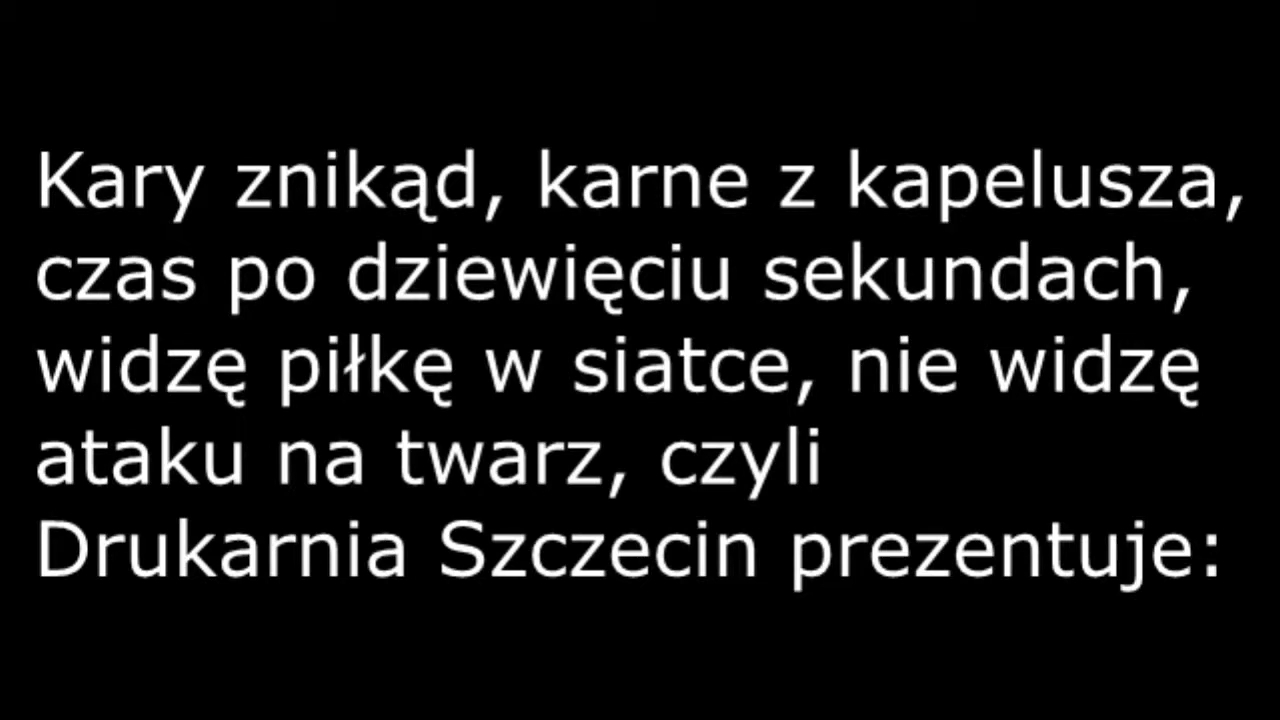 Kary znikąd, karne z kapelusza,
czas po dziewięciu sekundach,
widzę piłkę w siatce, nie widzę
ataku na twarz, czyli
Drukarnia Szczecin prezentuje: